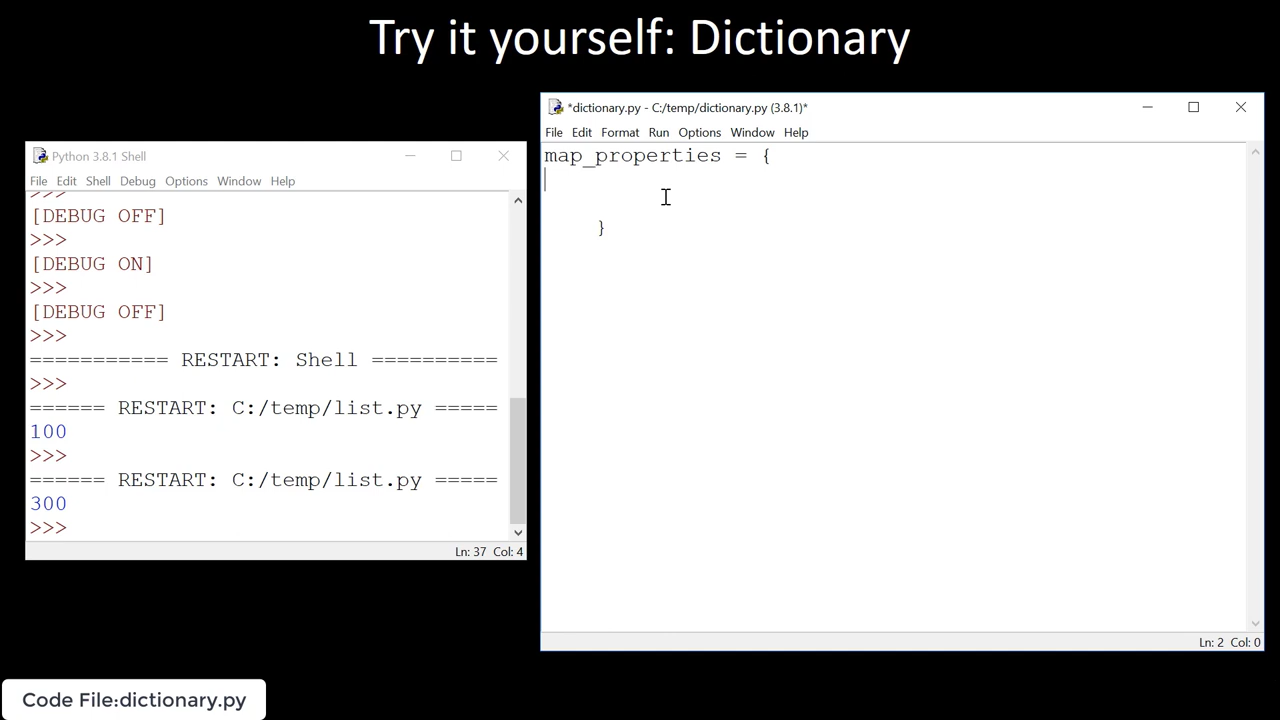 Try it yourself: Dictionary
Python 3.8.1 Shell
File Edit Shell Debug Options Window Help
>>>
[DEBUG OFF]
>>>
[DEBUG ON]
>>>
[DEBUG OFF]
>>>
=========== RESTART: Shell ==========
>>>
====== RESTART: C:/temp/list.py =====
100
>>>
====== RESTART: C:/temp/list.py =====
300
>>>
Ln: 37 Col: 4
*dictionary.py - C:/temp/dictionary.py (3.8.1)*
File Edit Format Run Options Window Help
map_properties = {
}
Ln: 2 Col: 0
Code File:dictionary.py